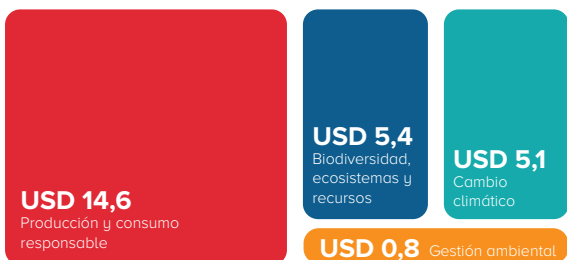 USD 14,6
Producción y consumo
responsable
USD 5,4
Biodiversidad,
ecosistemas y
recursos
USD 5,1
Cambio
climático
USD 0,8 Gestión ambiental